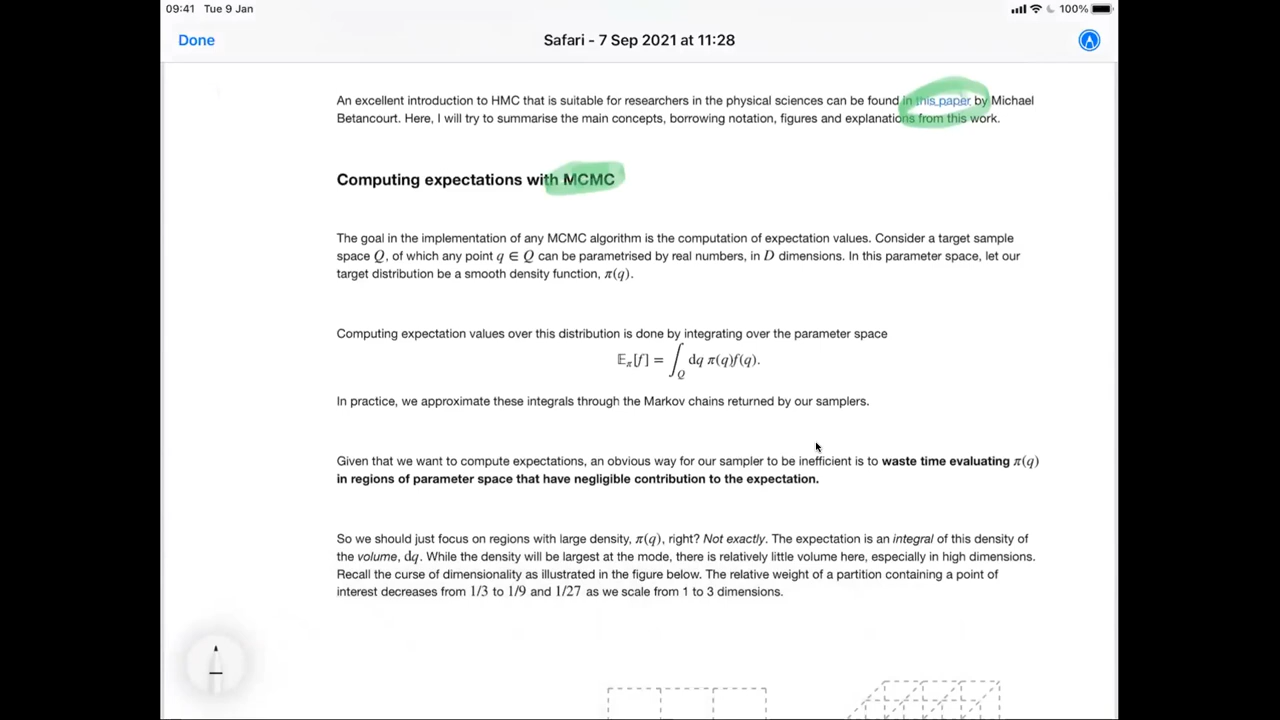 09:41 Tue 9 Jan 100%
Done Safari - 7 Sep 2021 at 11:28
An excellent introduction to HMC that is suitable for researchers in the physical sciences can be found in this paper by Michael
Betancourt. Here, I will try to summarise the main concepts, borrowing notation, figures and explanations from this work.
Computing expectations with MCMC
The goal in the implementation of any MCMC algorithm is the computation of expectation values. Consider a target sample
space Q, of which any point q ∈ Q can be parametrised by real numbers, in D dimensions. In this parameter space, let our
target distribution be a smooth density function, π(q).
Computing expectation values over this distribution is done by integrating over the parameter space
𝔼π[f] = ∫Q dq π(q)f(q).
In practice, we approximate these integrals through the Markov chains returned by our samplers.
Given that we want to compute expectations, an obvious way for our sampler to be inefficient is to waste time evaluating π(q)
in regions of parameter space that have negligible contribution to the expectation.
So we should just focus on regions with large density, π(q), right? Not exactly. The expectation is an integral of this density of
the volume, dq. While the density will be largest at the mode, there is relatively little volume here, especially in high dimensions.
Recall the curse of dimensionality as illustrated in the figure below. The relative weight of a partition containing a point of
interest decreases from 1/3 to 1/9 and 1/27 as we scale from 1 to 3 dimensions.